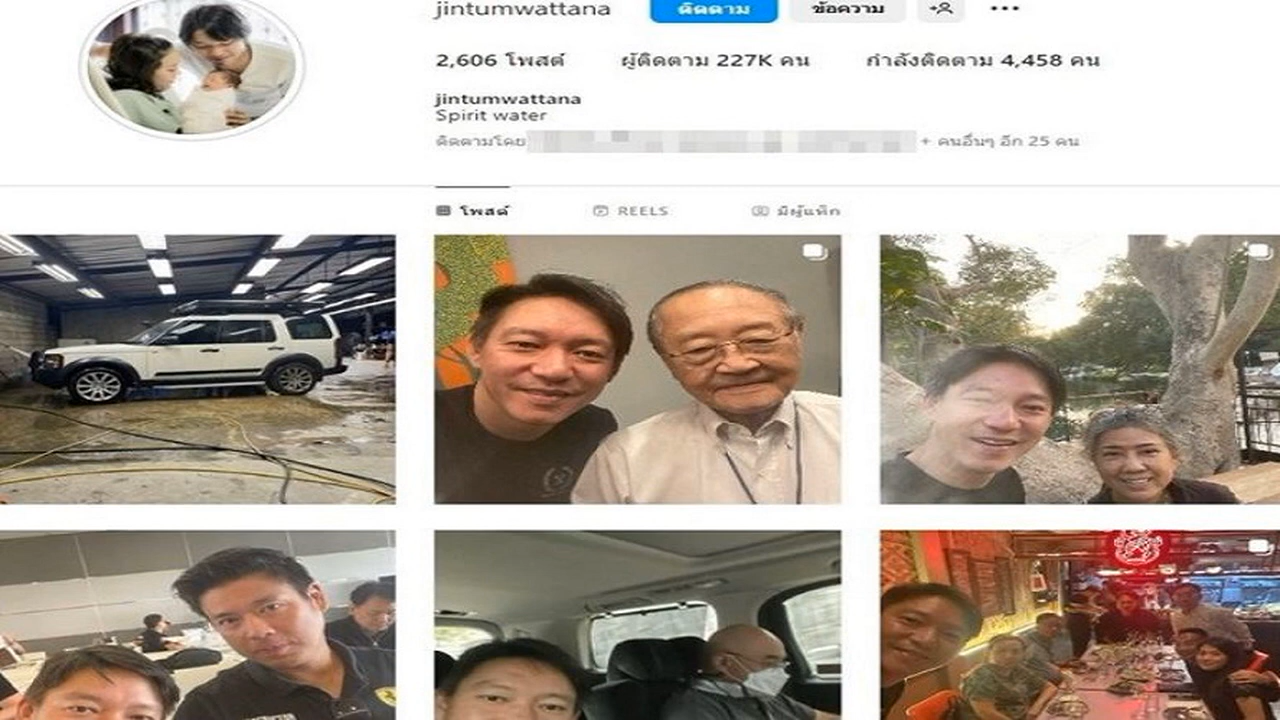 jintumwattana ติดตาม ข้อความ
2,606 โพสต์ ผู้ติดตาม 227K คน กำลังติดตาม 4,458 คน
jintumwattana
Spirit water
ติดตามโดย + คนอื่นๆ อีก 25 คน
โพสต์ REELS มีผู้แท็ก